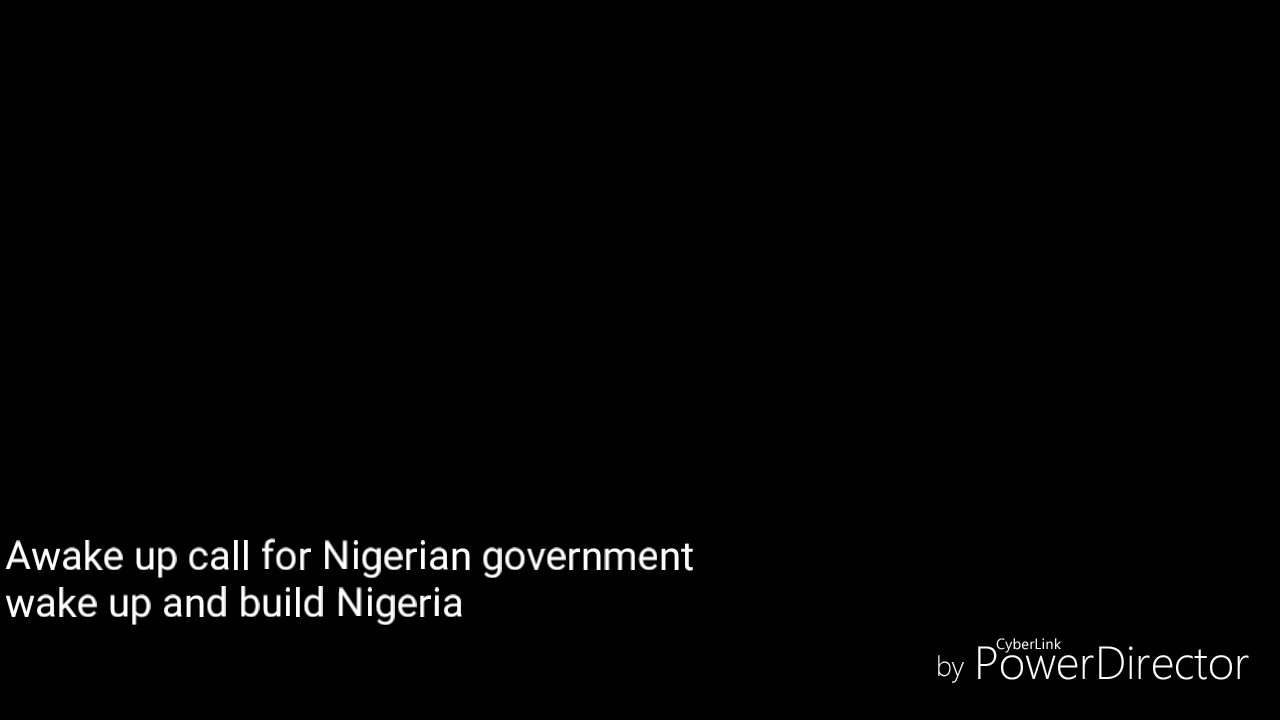 Awake up call for Nigerian government
wake up and build Nigeria
CyberLink
by PowerDirector